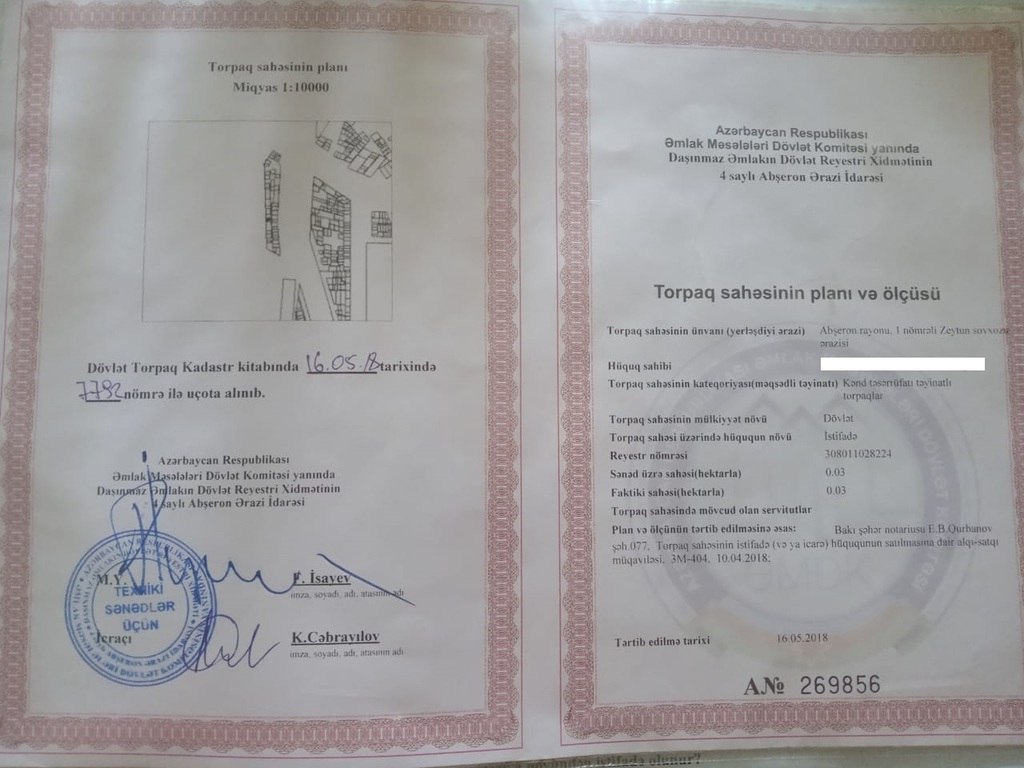 Torpaq sahəsinin planı
Miqyas 1:10000
Dövlət Torpaq Kadastr kitabında 16.05.18 tarixində
7792 nömrə ilə uçota alınıb.
Azərbaycan Respublikası
Əmlak Məsələləri Dövlət Komitəsi yanında
Daşınmaz Əmlakın Dövlət Reyestri Xidmətinin
4 saylı Abşeron Ərazi İdarəsi
M.Y.
TEXNİKİ
SƏNƏDLƏR
ÜÇÜN
F. İsayev
imza, soyadı, adı, atasının adı
İcraçı
K.Cəbrayılov
imza, soyadı, adı, atasının adı
Azərbaycan Respublikası
Əmlak Məsələləri Dövlət Komitəsi yanında
Daşınmaz Əmlakın Dövlət Reyestri Xidmətinin
4 saylı Abşeron Ərazi İdarəsi
Torpaq sahəsinin planı və ölçüsü
Torpaq sahəsinin ünvanı (yerləşdiyi ərazi) Abşeron rayonu, 1 nömrəli Zeytun sovxozu
ərazisi
Hüquq sahibi
Torpaq sahəsinin kateqoriyası(məqsədli təyinatı) Kənd təsərrüfatı təyinatlı
torpaqlar
Torpaq sahəsinin mülkiyyət növü Dövlət
Torpaq sahəsi üzərində hüququn növü İstifadə
Reyestr nömrəsi 308011028224
Sənəd üzrə sahəsi(hektarla) 0.03
Faktiki sahəsi(hektarla) 0.03
Torpaq sahəsində mövcud olan servitutlar
Plan və ölçünün tərtib edilməsinə əsas: Bakı şəhər notariusu E.B.Qurbanov
şəh.077, Torpaq sahəsinin istifadə (və ya icarə) hüququnun satılmasına dair alqı-satqı
müqaviləsi, 3M-404, 10.04.2018;
Tərtib edilmə tarixi 16.05.2018
A.№ 269856